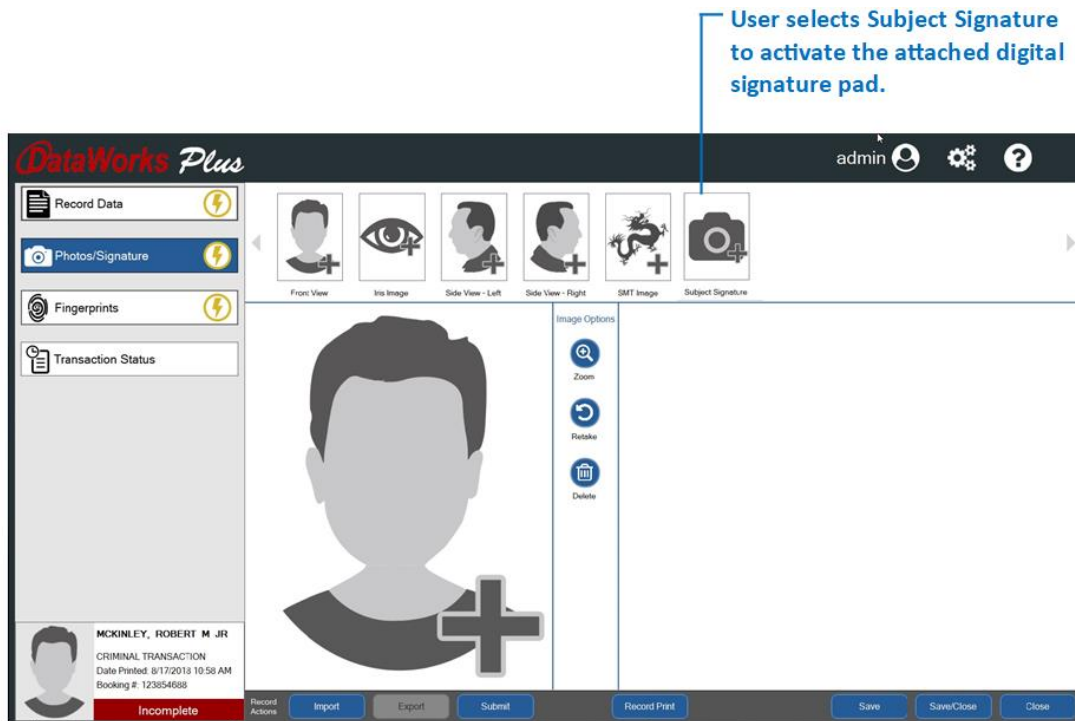 User selects Subject Signature
to activate the attached digital
signature pad.
DataWorks Plus
admin
Record Data
Photos/Signature
Fingerprints
Transaction Status
Front View
Iris Image
Side View - Left
Side View - Right
SMT Image
Subject Signature
Image Options
Zoom
Retake
Delete
MCKINLEY, ROBERT M JR
CRIMINAL TRANSACTION
Date Printed: 8/17/2018 10:58 AM
Booking #: 123854688
Incomplete
Record
Actions
Import
Export
Submit
Record Print
Save
Save/Close
Close